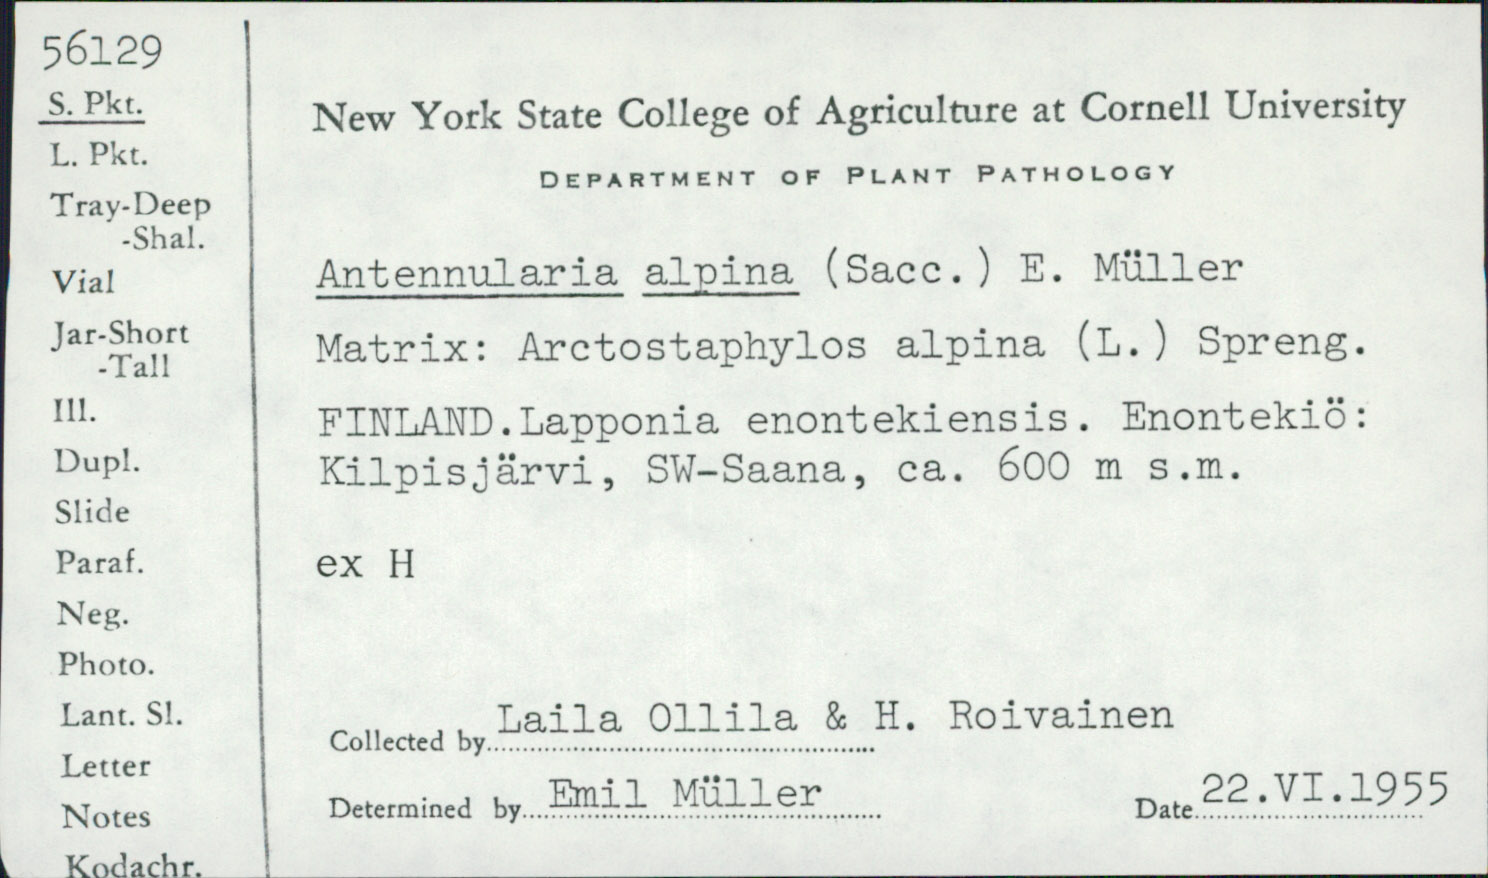 56129
S. Pkt.
L. Pkt.
Tray-Deep
-Shal.
Vial
Jar-Short
-Tall
Ill.
Dupl.
Slide
Paraf.
Neg.
Photo.
Lant. Sl.
Letter
Notes
Kodachr.
New York State College of Agriculture at Cornell University
DEPARTMENT OF PLANT PATHOLOGY
Antennularia alpina (Sacc.) E. Müller
Matrix: Arctostaphylos alpina (L.) Spreng.
FINLAND.Lapponia enontekiensis. Enontekiö:
Kilpisjärvi, SW-Saana, ca. 600 m s.m.
ex H
Collected by Laila Ollila & H. Roivainen
Determined by Emil Müller Date 22.VI.1955